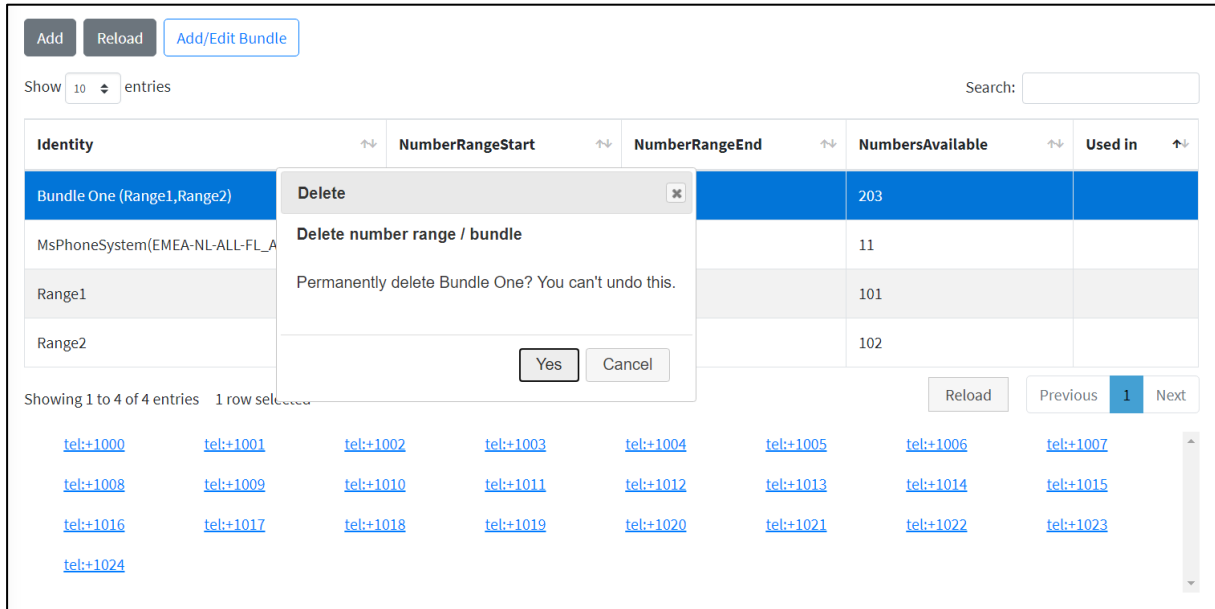 Add Reload Add/Edit Bundle
Show 10 entries Search:
Identity NumberRangeStart NumberRangeEnd NumbersAvailable Used in
Bundle One (Range1,Range2) 203
Delete
Delete number range / bundle
Permanently delete Bundle One? You can't undo this.
Yes Cancel
MsPhoneSystem(EMEA-NL-ALL-FL_A 11
Range1 101
Range2 102
Showing 1 to 4 of 4 entries 1 row selected Reload Previous 1 Next
tel:+1000 tel:+1001 tel:+1002 tel:+1003 tel:+1004 tel:+1005 tel:+1006 tel:+1007
tel:+1008 tel:+1009 tel:+1010 tel:+1011 tel:+1012 tel:+1013 tel:+1014 tel:+1015
tel:+1016 tel:+1017 tel:+1018 tel:+1019 tel:+1020 tel:+1021 tel:+1022 tel:+1023
tel:+1024